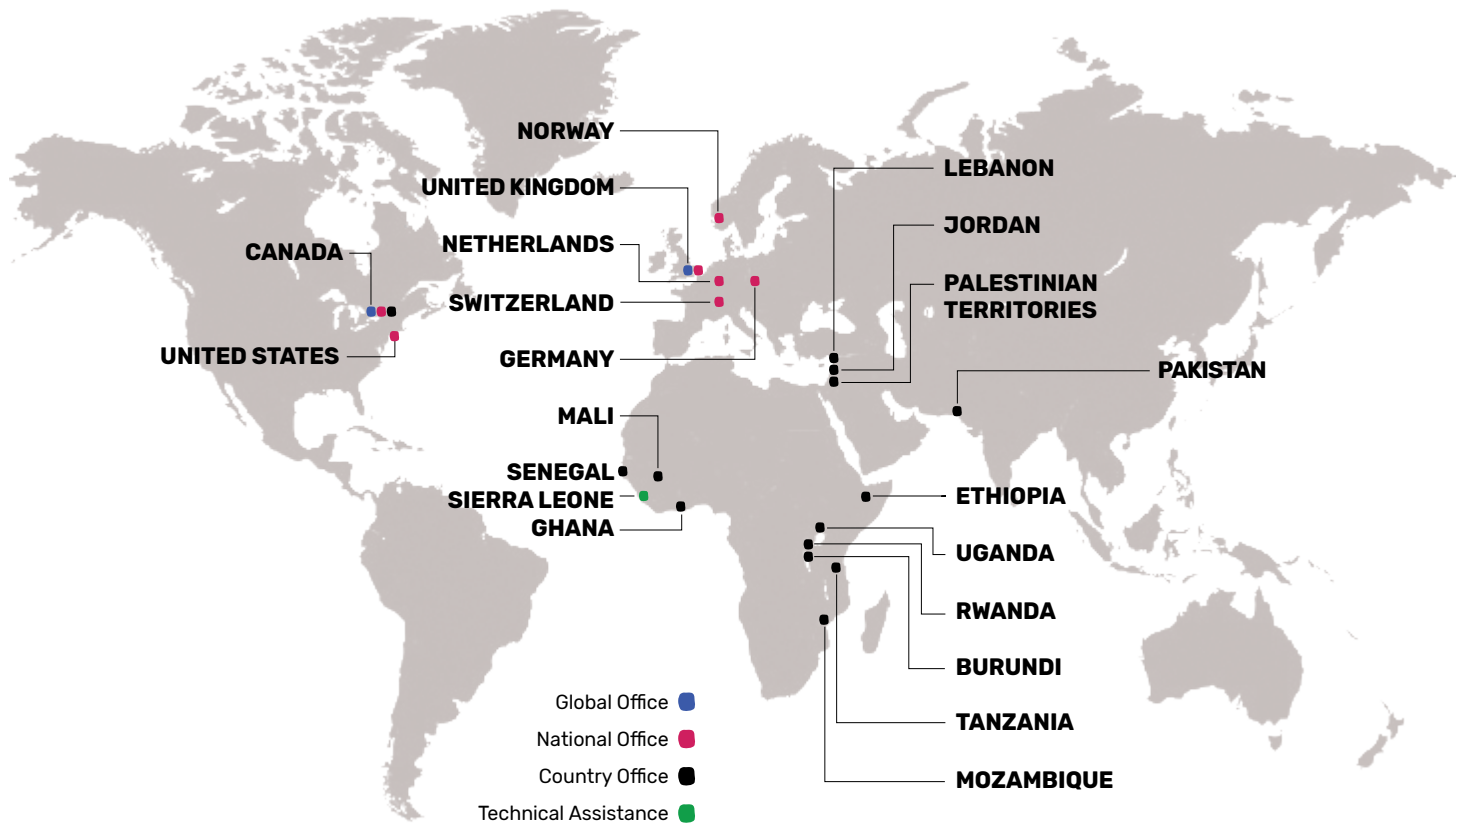 NORWAY
UNITED KINGDOM
NETHERLANDS
CANADA
SWITZERLAND
UNITED STATES
GERMANY
MALI
SENEGAL
SIERRA LEONE
GHANA
LEBANON
JORDAN
PALESTINIAN
TERRITORIES
PAKISTAN
ETHIOPIA
UGANDA
RWANDA
BURUNDI
TANZANIA
MOZAMBIQUE
Global Office
National Office
Country Office
Technical Assistance